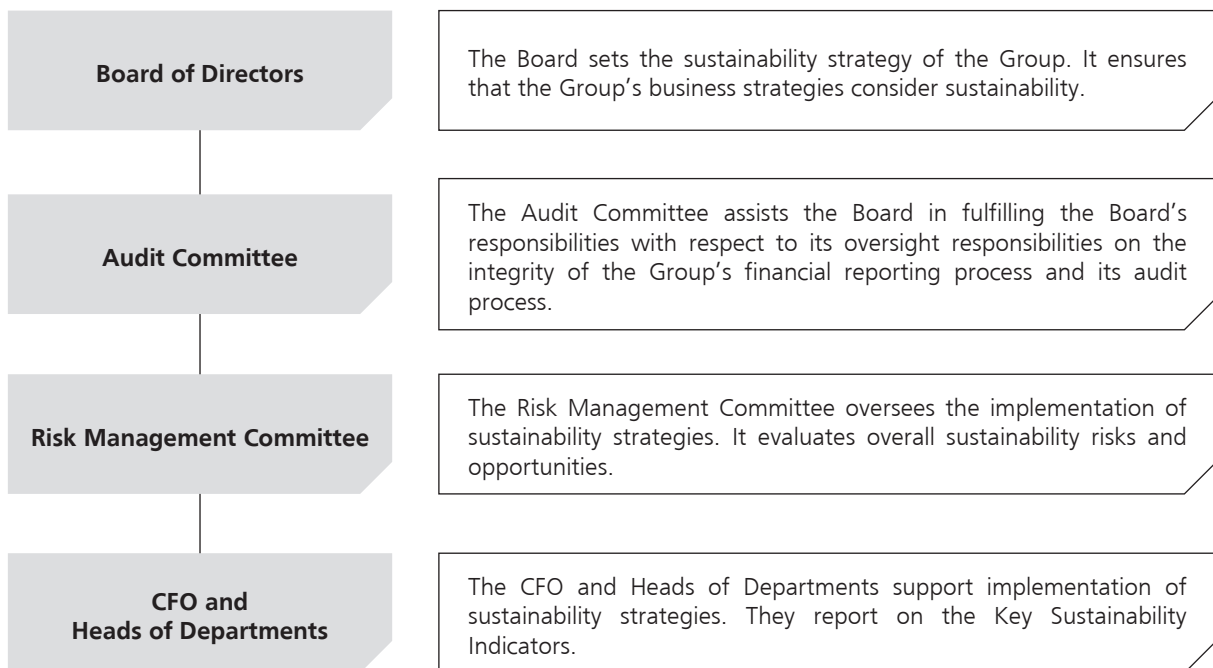 Board of Directors
The Board sets the sustainability strategy of the Group. It ensures
that the Group’s business strategies consider sustainability.
Audit Committee
The Audit Committee assists the Board in fulfilling the Board’s
responsibilities with respect to its oversight responsibilities on the
integrity of the Group’s financial reporting process and its audit
process.
Risk Management Committee
The Risk Management Committee oversees the implementation of
sustainability strategies. It evaluates overall sustainability risks and
opportunities.
CFO and
Heads of Departments
The CFO and Heads of Departments support implementation of
sustainability strategies. They report on the Key Sustainability
Indicators.